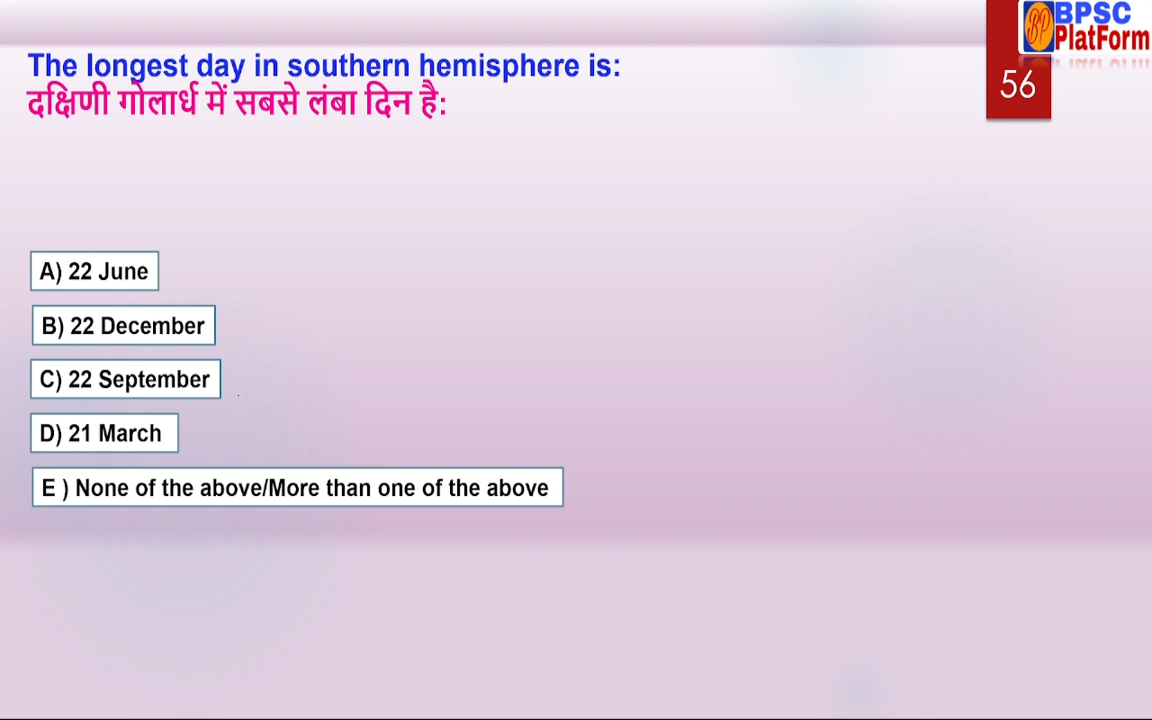 BPSC
PlatForm
56
The longest day in southern hemisphere is:
दक्षिणी गोलार्ध में सबसे लंबा दिन है:
A) 22 June
B) 22 December
C) 22 September
D) 21 March
E ) None of the above/More than one of the above